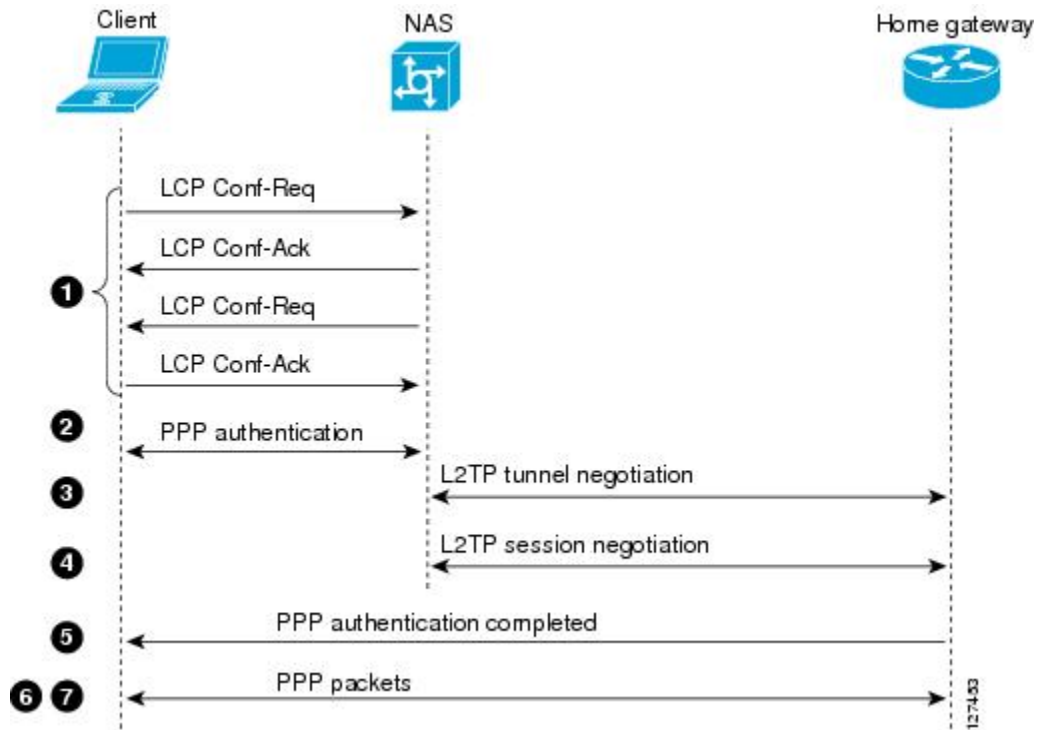 Client
NAS
Home gateway
LCP Conf-Req
LCP Conf-Ack
1
LCP Conf-Req
LCP Conf-Ack
2
PPP authentication
3
L2TP tunnel negotiation
4
L2TP session negotiation
5
PPP authentication completed
6 7
PPP packets
127453